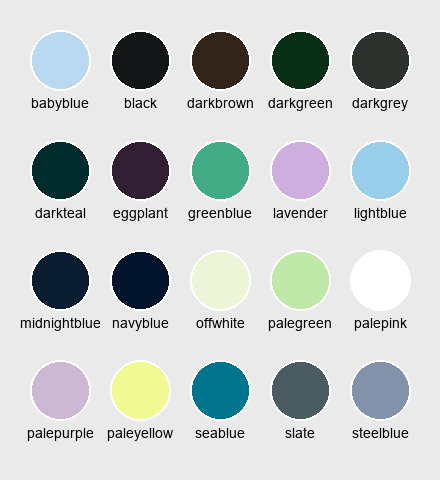 babyblue black darkbrown darkgreen darkgrey
darkteal eggplant greenblue lavender lightblue
midnightblue navyblue offwhite palegreen palepink
palepurple paleyellow seablue slate steelblue